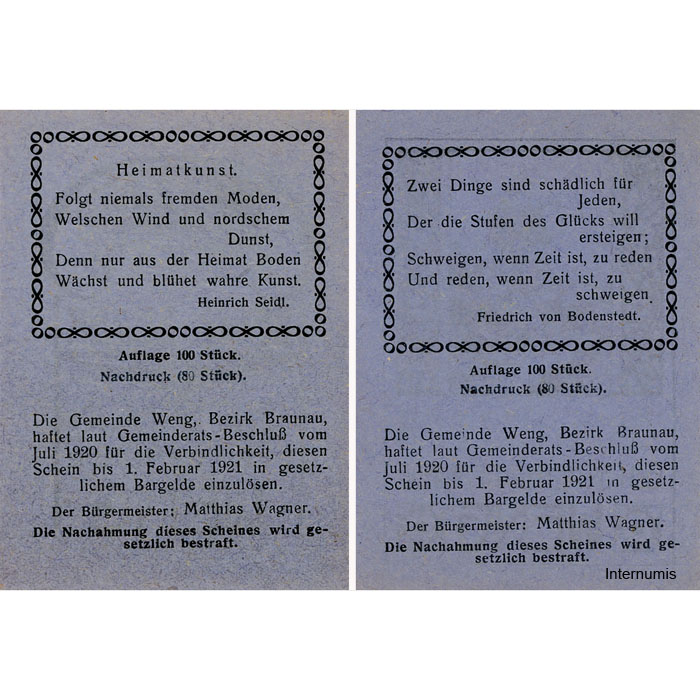 Heimatkunst.
Folgt niemals fremden Moden,
Welschen Wind und nordschem
Dunst,
Denn nur aus der Heimat Boden
Wächst und blühet wahre Kunst.
Heinrich Seidl.
Auflage 100 Stück.
Nachdruck (80 Stück).
Die Gemeinde Weng, Bezirk Braunau,
haftet laut Gemeinderats-Beschluß vom
Juli 1920 für die Verbindlichkeit, diesen
Schein bis 1. Februar 1921 in gesetz-
lichem Bargelde einzulösen.
Der Bürgermeister: Matthias Wagner.
Die Nachahmung dieses Scheines wird ge-
setzlich bestraft.
Zwei Dinge sind schädlich für
Jeden,
Der die Stufen des Glücks will
ersteigen;
Schweigen, wenn Zeit ist, zu reden
Und reden, wenn Zeit ist, zu
schweigen.
Friedrich von Bodenstedt.
Auflage 100 Stück.
Nachdruck (80 Stück).
Die Gemeinde Weng, Bezirk Braunau,
haftet laut Gemeinderats-Beschluß vom
Juli 1920 für die Verbindlichkeit, diesen
Schein bis 1. Februar 1921 in gesetz-
lichem Bargelde einzulösen.
Der Bürgermeister: Matthias Wagner.
Die Nachahmung dieses Scheines wird ge-
setzlich bestraft.
Internumis